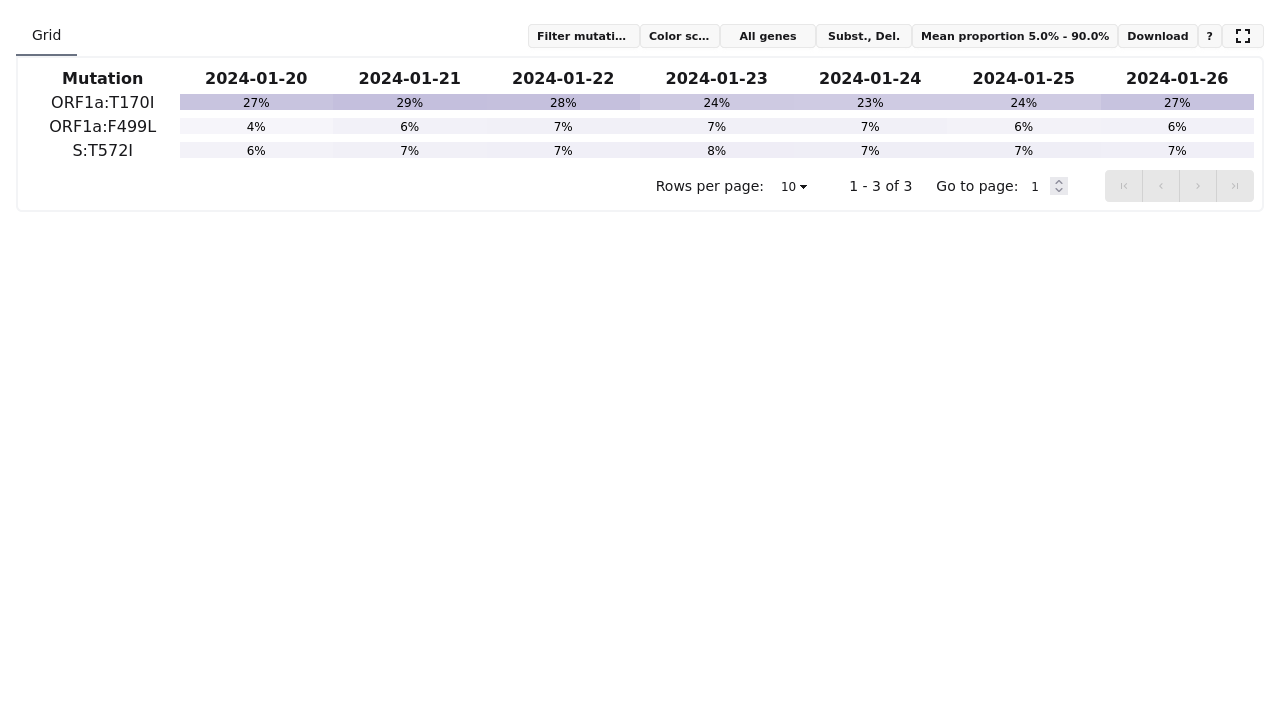 Grid
Filter mutati… Color sc… All genes Subst., Del. Mean proportion 5.0% - 90.0% Download ?
Mutation 2024-01-20 2024-01-21 2024-01-22 2024-01-23 2024-01-24 2024-01-25 2024-01-26
ORF1a:T170I 27% 29% 28% 24% 23% 24% 27%
ORF1a:F499L 4% 6% 7% 7% 7% 6% 6%
S:T572I 6% 7% 7% 8% 7% 7% 7%
Rows per page: 10 1 - 3 of 3 Go to page: 1